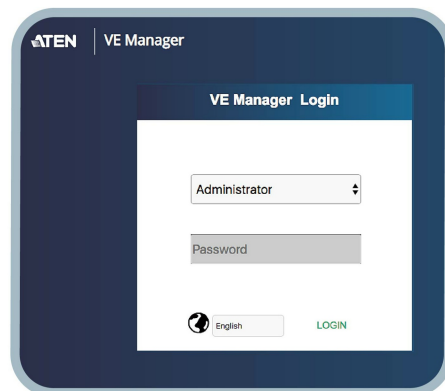 ATEN VE Manager
VE Manager Login
Administrator
Password
English LOGIN